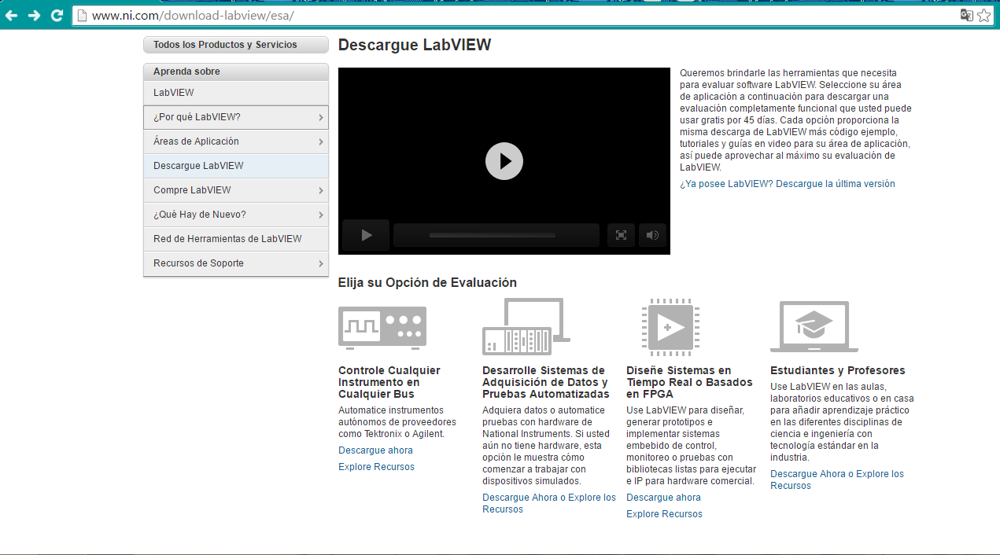 www.ni.com/download-labview/esa/
Todos los Productos y Servicios
Aprenda sobre
LabVIEW
¿Por qué LabVIEW?
Áreas de Aplicación
Descargue LabVIEW
Compre LabVIEW
¿Qué Hay de Nuevo?
Red de Herramientas de LabVIEW
Recursos de Soporte
Descargue LabVIEW
Queremos brindarle las herramientas que necesita
para evaluar software LabVIEW. Seleccione su área
de aplicación a continuación para descargar una
evaluación completamente funcional que usted puede
usar gratis por 45 días. Cada opción proporciona la
misma descarga de LabVIEW más código ejemplo,
tutoriales y guías en video para su área de aplicación,
así puede aprovechar al máximo su evaluación de
LabVIEW.
¿Ya posee LabVIEW? Descargue la última versión
Elija su Opción de Evaluación
Controle Cualquier
Instrumento en
Cualquier Bus
Automatice instrumentos
autónomos de proveedores
como Tektronix o Agilent.
Descargue ahora
Explore Recursos
Desarrolle Sistemas de
Adquisición de Datos y
Pruebas Automatizadas
Adquiera datos o automatice
pruebas con hardware de
National Instruments. Si usted
aún no tiene hardware, esta
opción le muestra cómo
comenzar a trabajar con
dispositivos simulados.
Descargue Ahora o Explore los
Recursos
Diseñe Sistemas en
Tiempo Real o Basados
en FPGA
Use LabVIEW para diseñar,
generar prototipos e
implementar sistemas
embebido de control,
monitoreo o pruebas con
bibliotecas listas para ejecutar
e IP para hardware comercial.
Descargue ahora
Explore Recursos
Estudiantes y Profesores
Use LabVIEW en las aulas,
laboratorios educativos o en casa
para añadir aprendizaje práctico
en las diferentes disciplinas de
ciencia e ingeniería con
tecnología estándar en la
industria.
Descargue Ahora o Explore los
Recursos